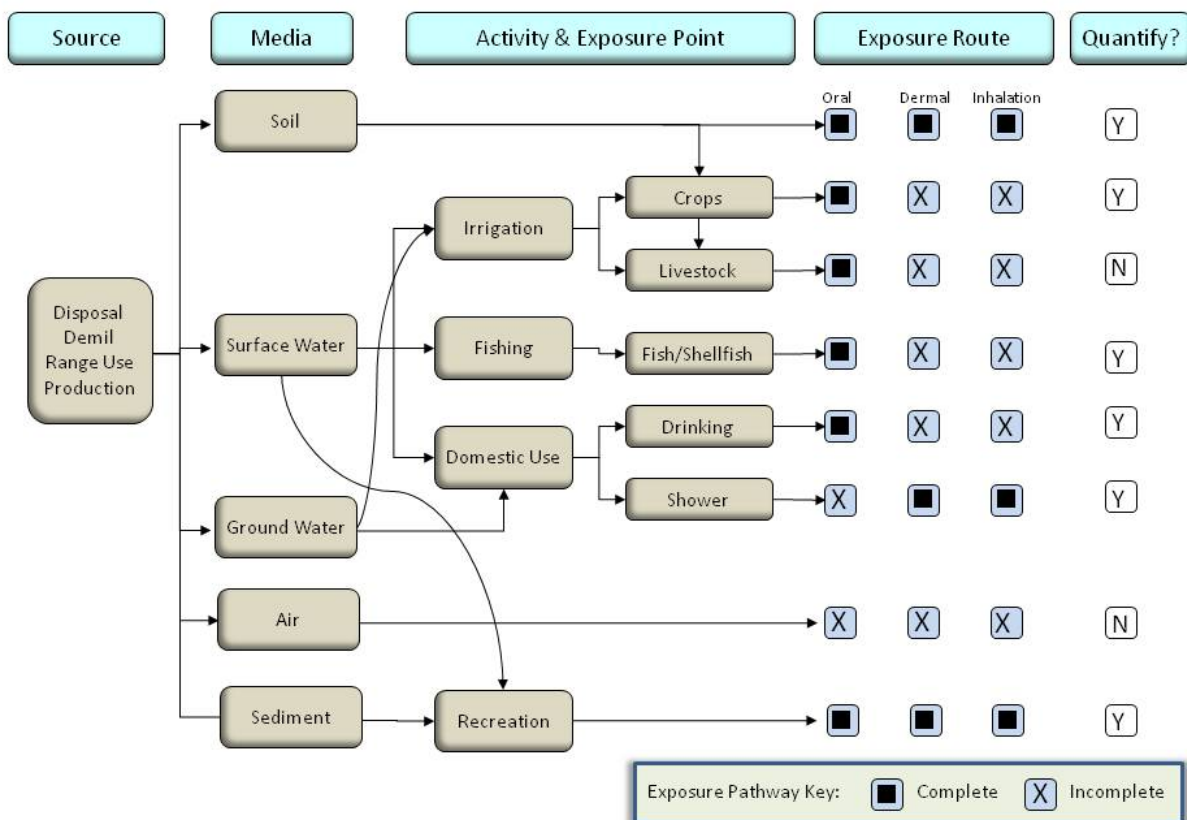 Source
Media
Activity & Exposure Point
Exposure Route
Quantify?
Oral
Dermal
Inhalation
Soil
Y
Crops
X
X
Y
Irrigation
Livestock
X
X
N
Disposal
Demil
Range Use
Production
Surface Water
Fishing
Fish/Shellfish
X
X
Y
Drinking
X
X
Y
Domestic Use
Shower
X
Y
Ground Water
Air
X
X
X
N
Sediment
Recreation
Y
Exposure Pathway Key:
Complete
X
Incomplete